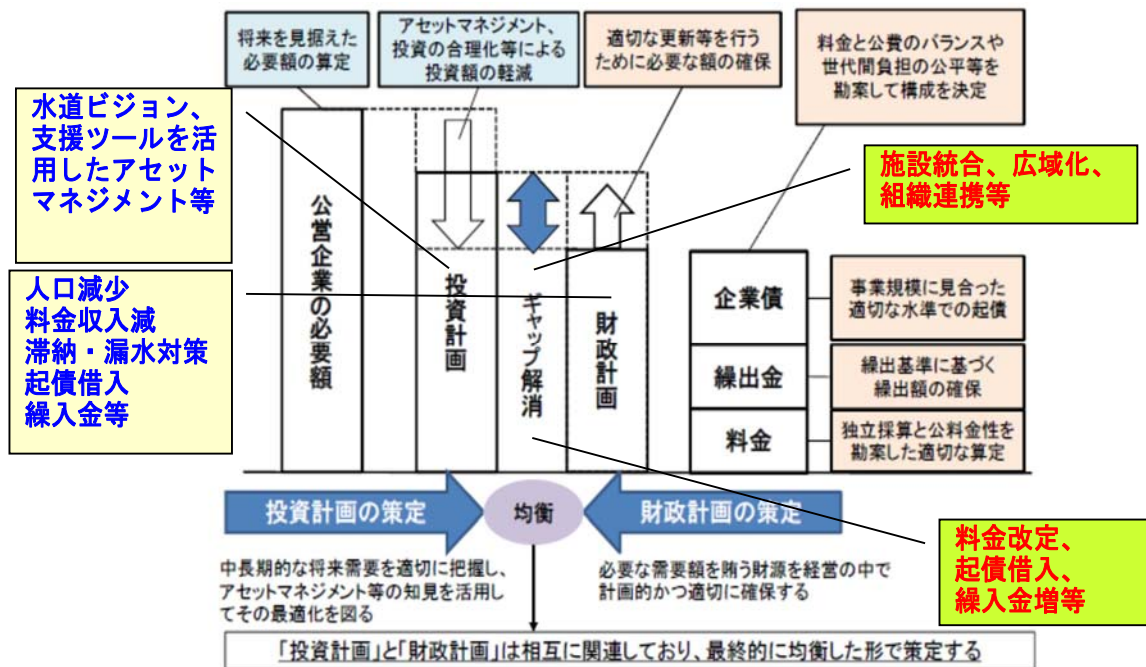 将来を見据えた
必要額の算定
アセットマネジメント、
投資の合理化等による
投資額の軽減
適切な更新等を行う
ために必要な額の確保
料金と公費のバランスや
世代間負担の公平等を
勘案して構成を決定
水道ビジョン、
支援ツールを活
用したアセット
マネジメント等
施設統合、広域化、
組織連携等
人口減少
料金収入減
滞納・漏水対策
起債借入
繰入金等
公営企業の必要額
投資計画
ギャップ解消
財政計画
企業債
繰出金
料金
事業規模に見合った
適切な水準での起債
繰出基準に基づく
繰出額の確保
独立採算と公料金性を
勘案した適切な算定
投資計画の策定
均衡
財政計画の策定
料金改定、
起債借入、
繰入金増等
中長期的な将来需要を適切に把握し、
アセットマネジメント等の知見を活用し
てその最適化を図る
必要な需要額を賄う財源を経営の中で
計画的かつ適切に確保する
「投資計画」と「財政計画」は相互に関連しており、最終的に均衡した形で策定する